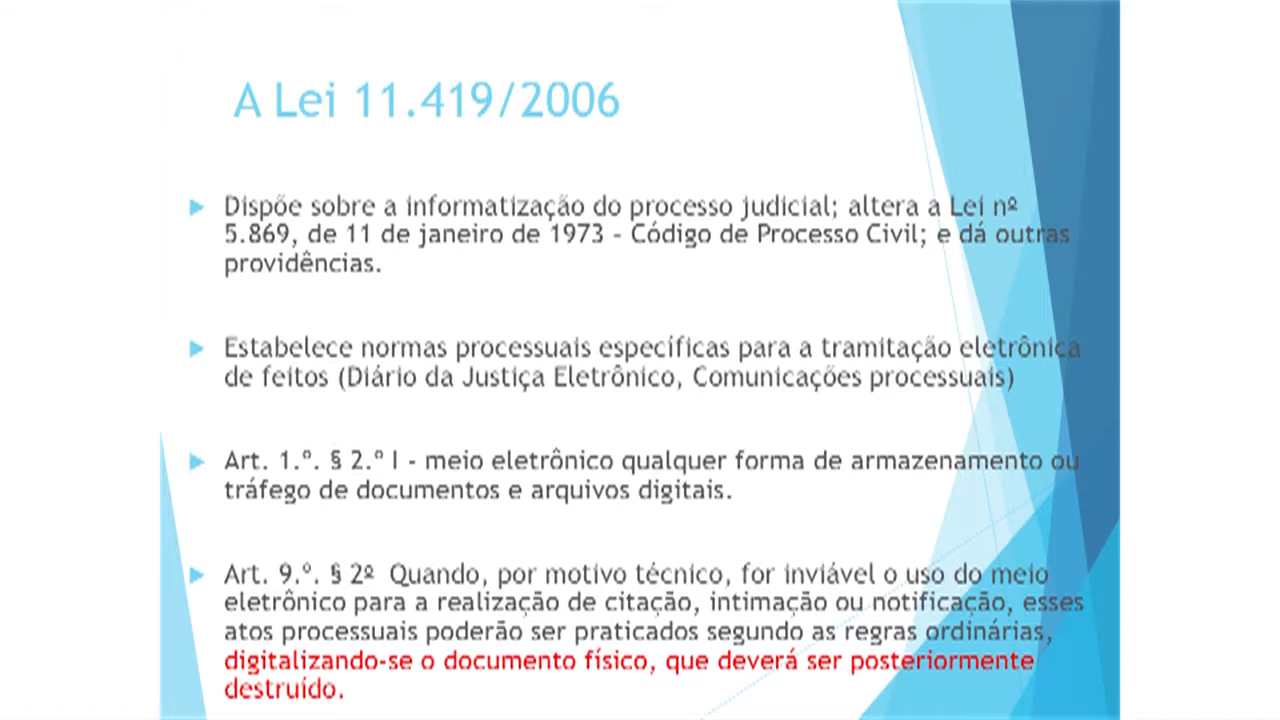 A Lei 11.419/2006
Dispõe sobre a informatização do processo judicial; altera a Lei nº
5.869, de 11 de janeiro de 1973 – Código de Processo Civil; e dá outras
providências.
Estabelece normas processuais específicas para a tramitação eletrônica
de feitos (Diário da Justiça Eletrônico, Comunicações processuais)
Art. 1.º. § 2.º I - meio eletrônico qualquer forma de armazenamento ou
tráfego de documentos e arquivos digitais.
Art. 9.º. § 2º Quando, por motivo técnico, for inviável o uso do meio
eletrônico para a realização de citação, intimação ou notificação, esses
atos processuais poderão ser praticados segundo as regras ordinárias,
digitalizando-se o documento físico, que deverá ser posteriormente
destruído.